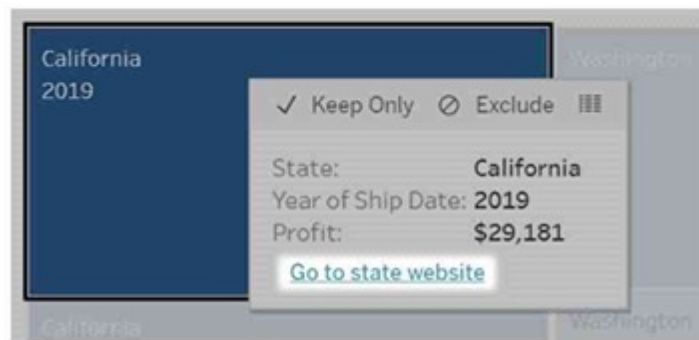 California
2019
Washington
✓ Keep Only ⊘ Exclude
State: California
Year of Ship Date: 2019
Profit: $29,181
Go to state website
California
Washington